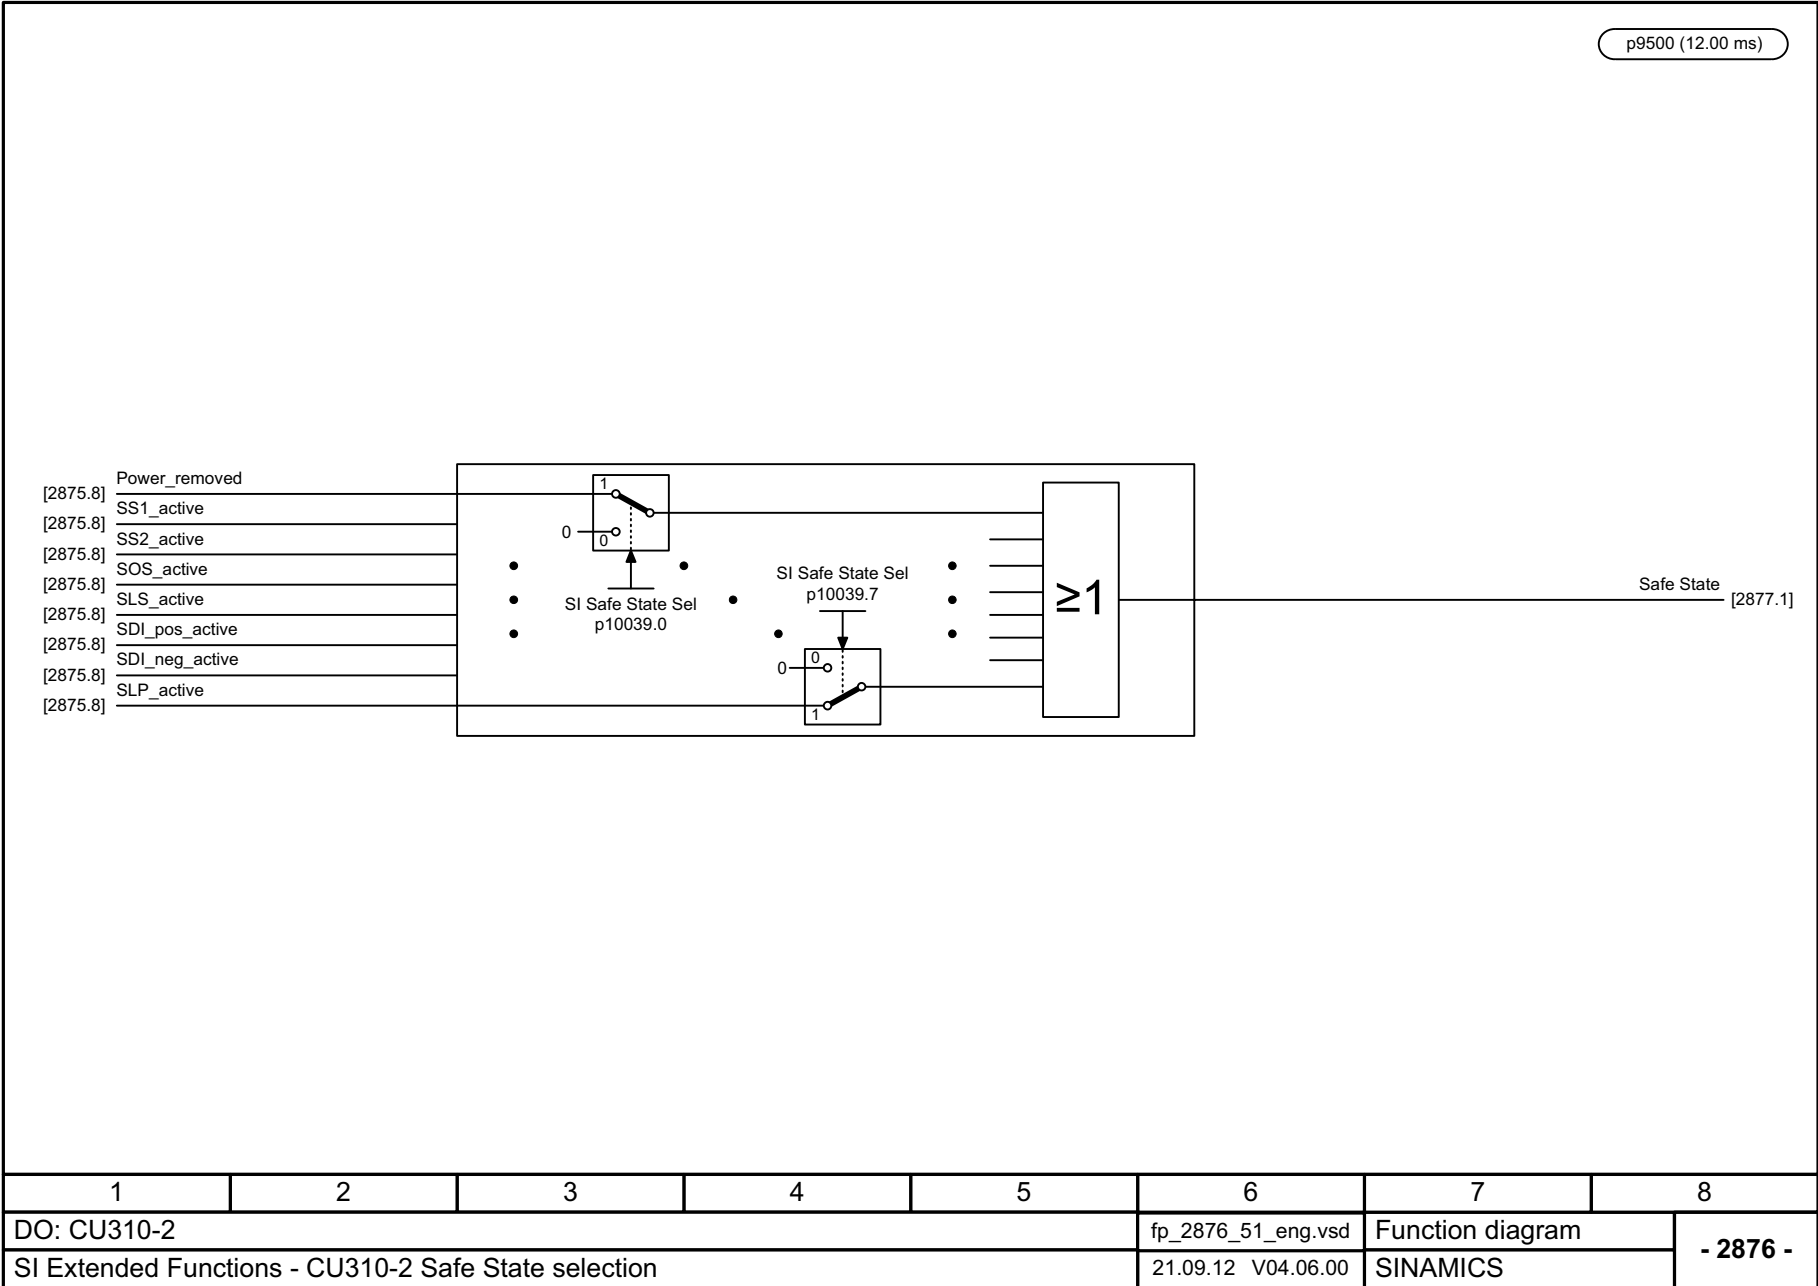 p9500 (12.00 ms)
Power_removed
[2875.8]
SS1_active
[2875.8]
SS2_active
[2875.8]
SOS_active
[2875.8]
SLS_active
[2875.8]
SDI_pos_active
[2875.8]
SDI_neg_active
[2875.8]
SLP_active
[2875.8]
1
0
0
SI Safe State Sel
p10039.0
SI Safe State Sel
p10039.7
0
0
1
≥1
Safe State
[2877.1]
1 2 3 4 5 6 7 8
DO: CU310-2
fp_2876_51_eng.vsd
Function diagram
- 2876 -
SI Extended Functions - CU310-2 Safe State selection
21.09.12 V04.06.00
SINAMICS